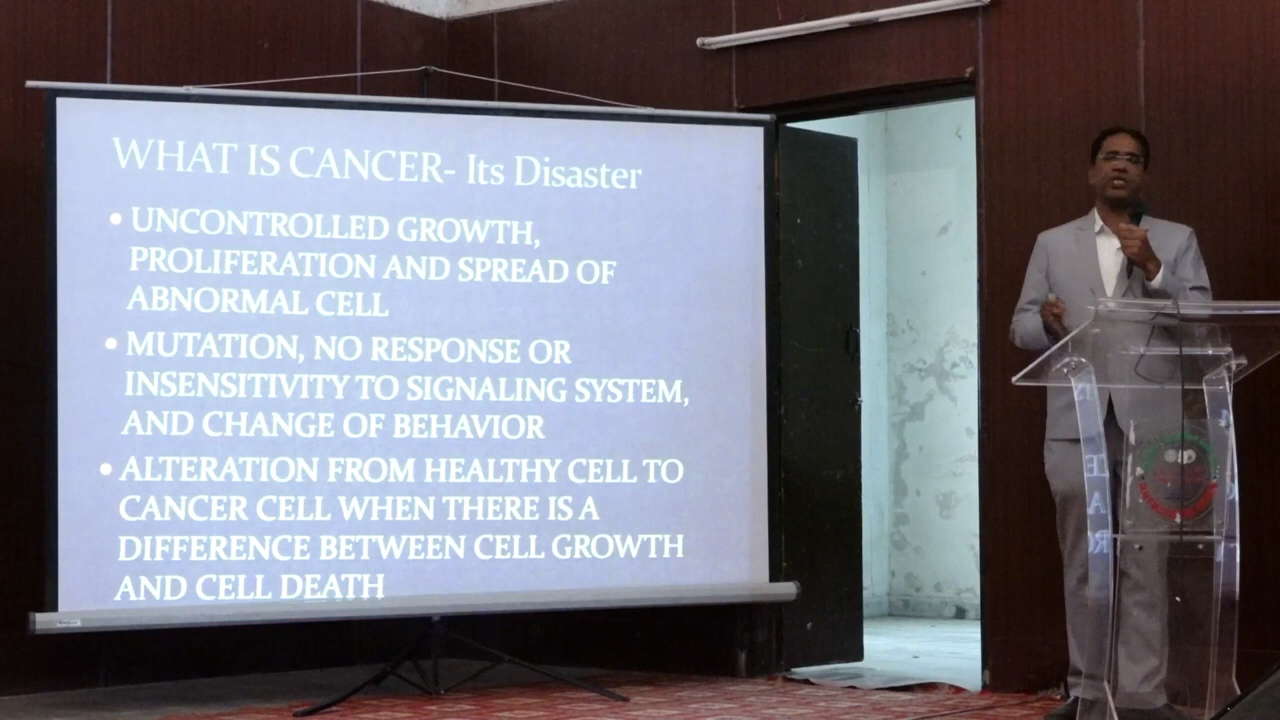 WHAT IS CANCER- Its Disaster
• UNCONTROLLED GROWTH,
PROLIFERATION AND SPREAD OF
ABNORMAL CELL
• MUTATION, NO RESPONSE OR
INSENSITIVITY TO SIGNALING SYSTEM,
AND CHANGE OF BEHAVIOR
• ALTERATION FROM HEALTHY CELL TO
CANCER CELL WHEN THERE IS A
DIFFERENCE BETWEEN CELL GROWTH
AND CELL DEATH